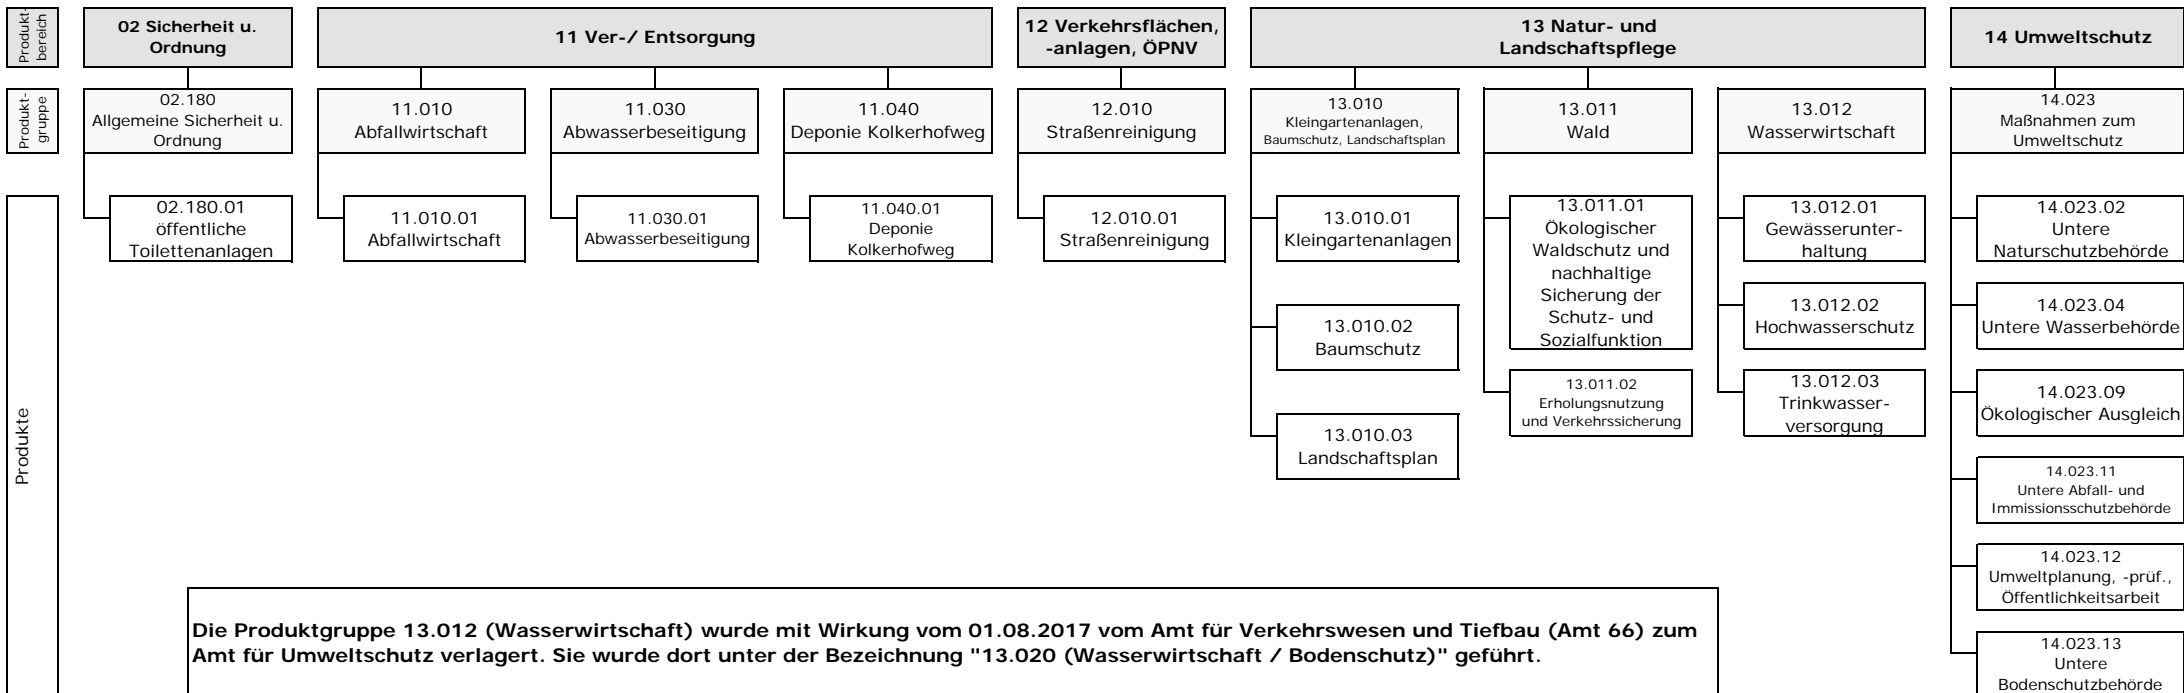 Produkt-
bereich
02 Sicherheit u.
Ordnung
11 Ver-/ Entsorgung
12 Verkehrsflächen,
-anlagen, ÖPNV
13 Natur- und
Landschaftspflege
14 Umweltschutz
Produkt-
gruppe
02.180
Allgemeine Sicherheit u.
Ordnung
11.010
Abfallwirtschaft
11.030
Abwasserbeseitigung
11.040
Deponie Kolkerhofweg
12.010
Straßenreinigung
13.010
Kleingartenanlagen,
Baumschutz, Landschaftsplan
13.011
Wald
13.012
Wasserwirtschaft
14.023
Maßnahmen zum
Umweltschutz
Produkte
02.180.01
öffentliche
Toilettenanlagen
11.010.01
Abfallwirtschaft
11.030.01
Abwasserbeseitigung
11.040.01
Deponie
Kolkerhofweg
12.010.01
Straßenreinigung
13.010.01
Kleingartenanlagen
13.010.02
Baumschutz
13.010.03
Landschaftsplan
13.011.01
Ökologischer
Waldschutz und
nachhaltige
Sicherung der
Schutz- und
Sozialfunktion
13.011.02
Erholungsnutzung
und Verkehrssicherung
13.012.01
Gewässerunter-
haltung
13.012.02
Hochwasserschutz
13.012.03
Trinkwasser-
versorgung
14.023.02
Untere
Naturschutzbehörde
14.023.04
Untere Wasserbehörde
14.023.09
Ökologischer Ausgleich
14.023.11
Untere Abfall- und
Immissionsschutzbehörde
14.023.12
Umweltplanung, -prüf.,
Öffentlichkeitsarbeit
14.023.13
Untere
Bodenschutzbehörde
Die Produktgruppe 13.012 (Wasserwirtschaft) wurde mit Wirkung vom 01.08.2017 vom Amt für Verkehrswesen und Tiefbau (Amt 66) zum
Amt für Umweltschutz verlagert. Sie wurde dort unter der Bezeichnung "13.020 (Wasserwirtschaft / Bodenschutz)" geführt.